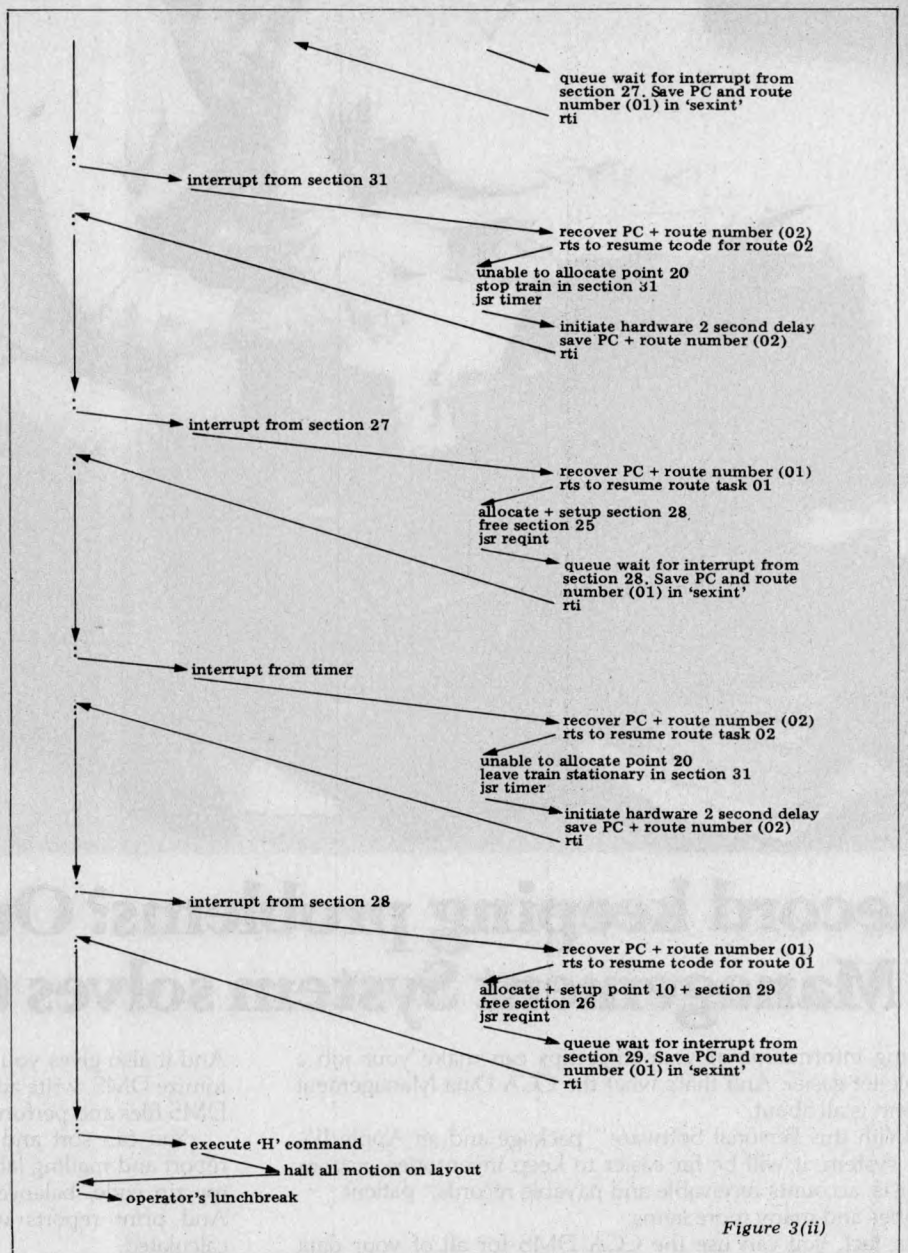 queue wait for interrupt from
section 27. Save PC and route
number (01) in ‘sexint’
rti
interrupt from section 31
recover PC + route number (02)
rts to resume tcode for route 02
unable to allocate point 20
stop train in section 31
jsr timer
initiate hardware 2 second delay
save PC + route number (02)
rti
interrupt from section 27
recover PC + route number (01)
rts to resume route task 01
allocate + setup section 28
free section 25
jsr reqint
queue wait for interrupt from
section 28. Save PC and route
number (01) in ‘sexint’
rti
interrupt from timer
recover PC + route number (02)
rts to resume route task 02
unable to allocate point 20
leave train stationary in section 31
jsr timer
initiate hardware 2 second delay
save PC + route number (02)
rti
interrupt from section 28
recover PC + route number (01)
rts to resume tcode for route 01
allocate + setup point 10 + section 29
free section 26
jsr reqint
queue wait for interrupt from
section 29. Save PC and route
number (01) in ‘sexint’
rti
execute ‘H’ command
halt all motion on layout
operator’s lunchbreak
Figure 3(ii)